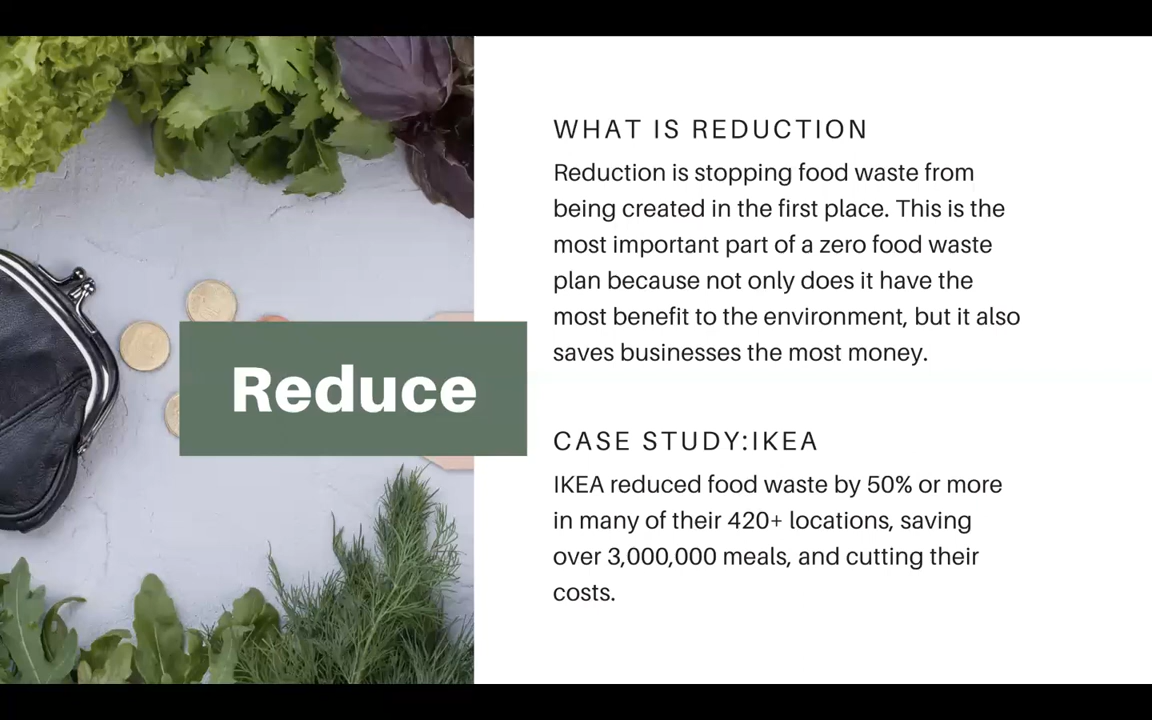 Reduce
WHAT IS REDUCTION
Reduction is stopping food waste from
being created in the first place. This is the
most important part of a zero food waste
plan because not only does it have the
most benefit to the environment, but it also
saves businesses the most money.
CASE STUDY:IKEA
IKEA reduced food waste by 50% or more
in many of their 420+ locations, saving
over 3,000,000 meals, and cutting their
costs.